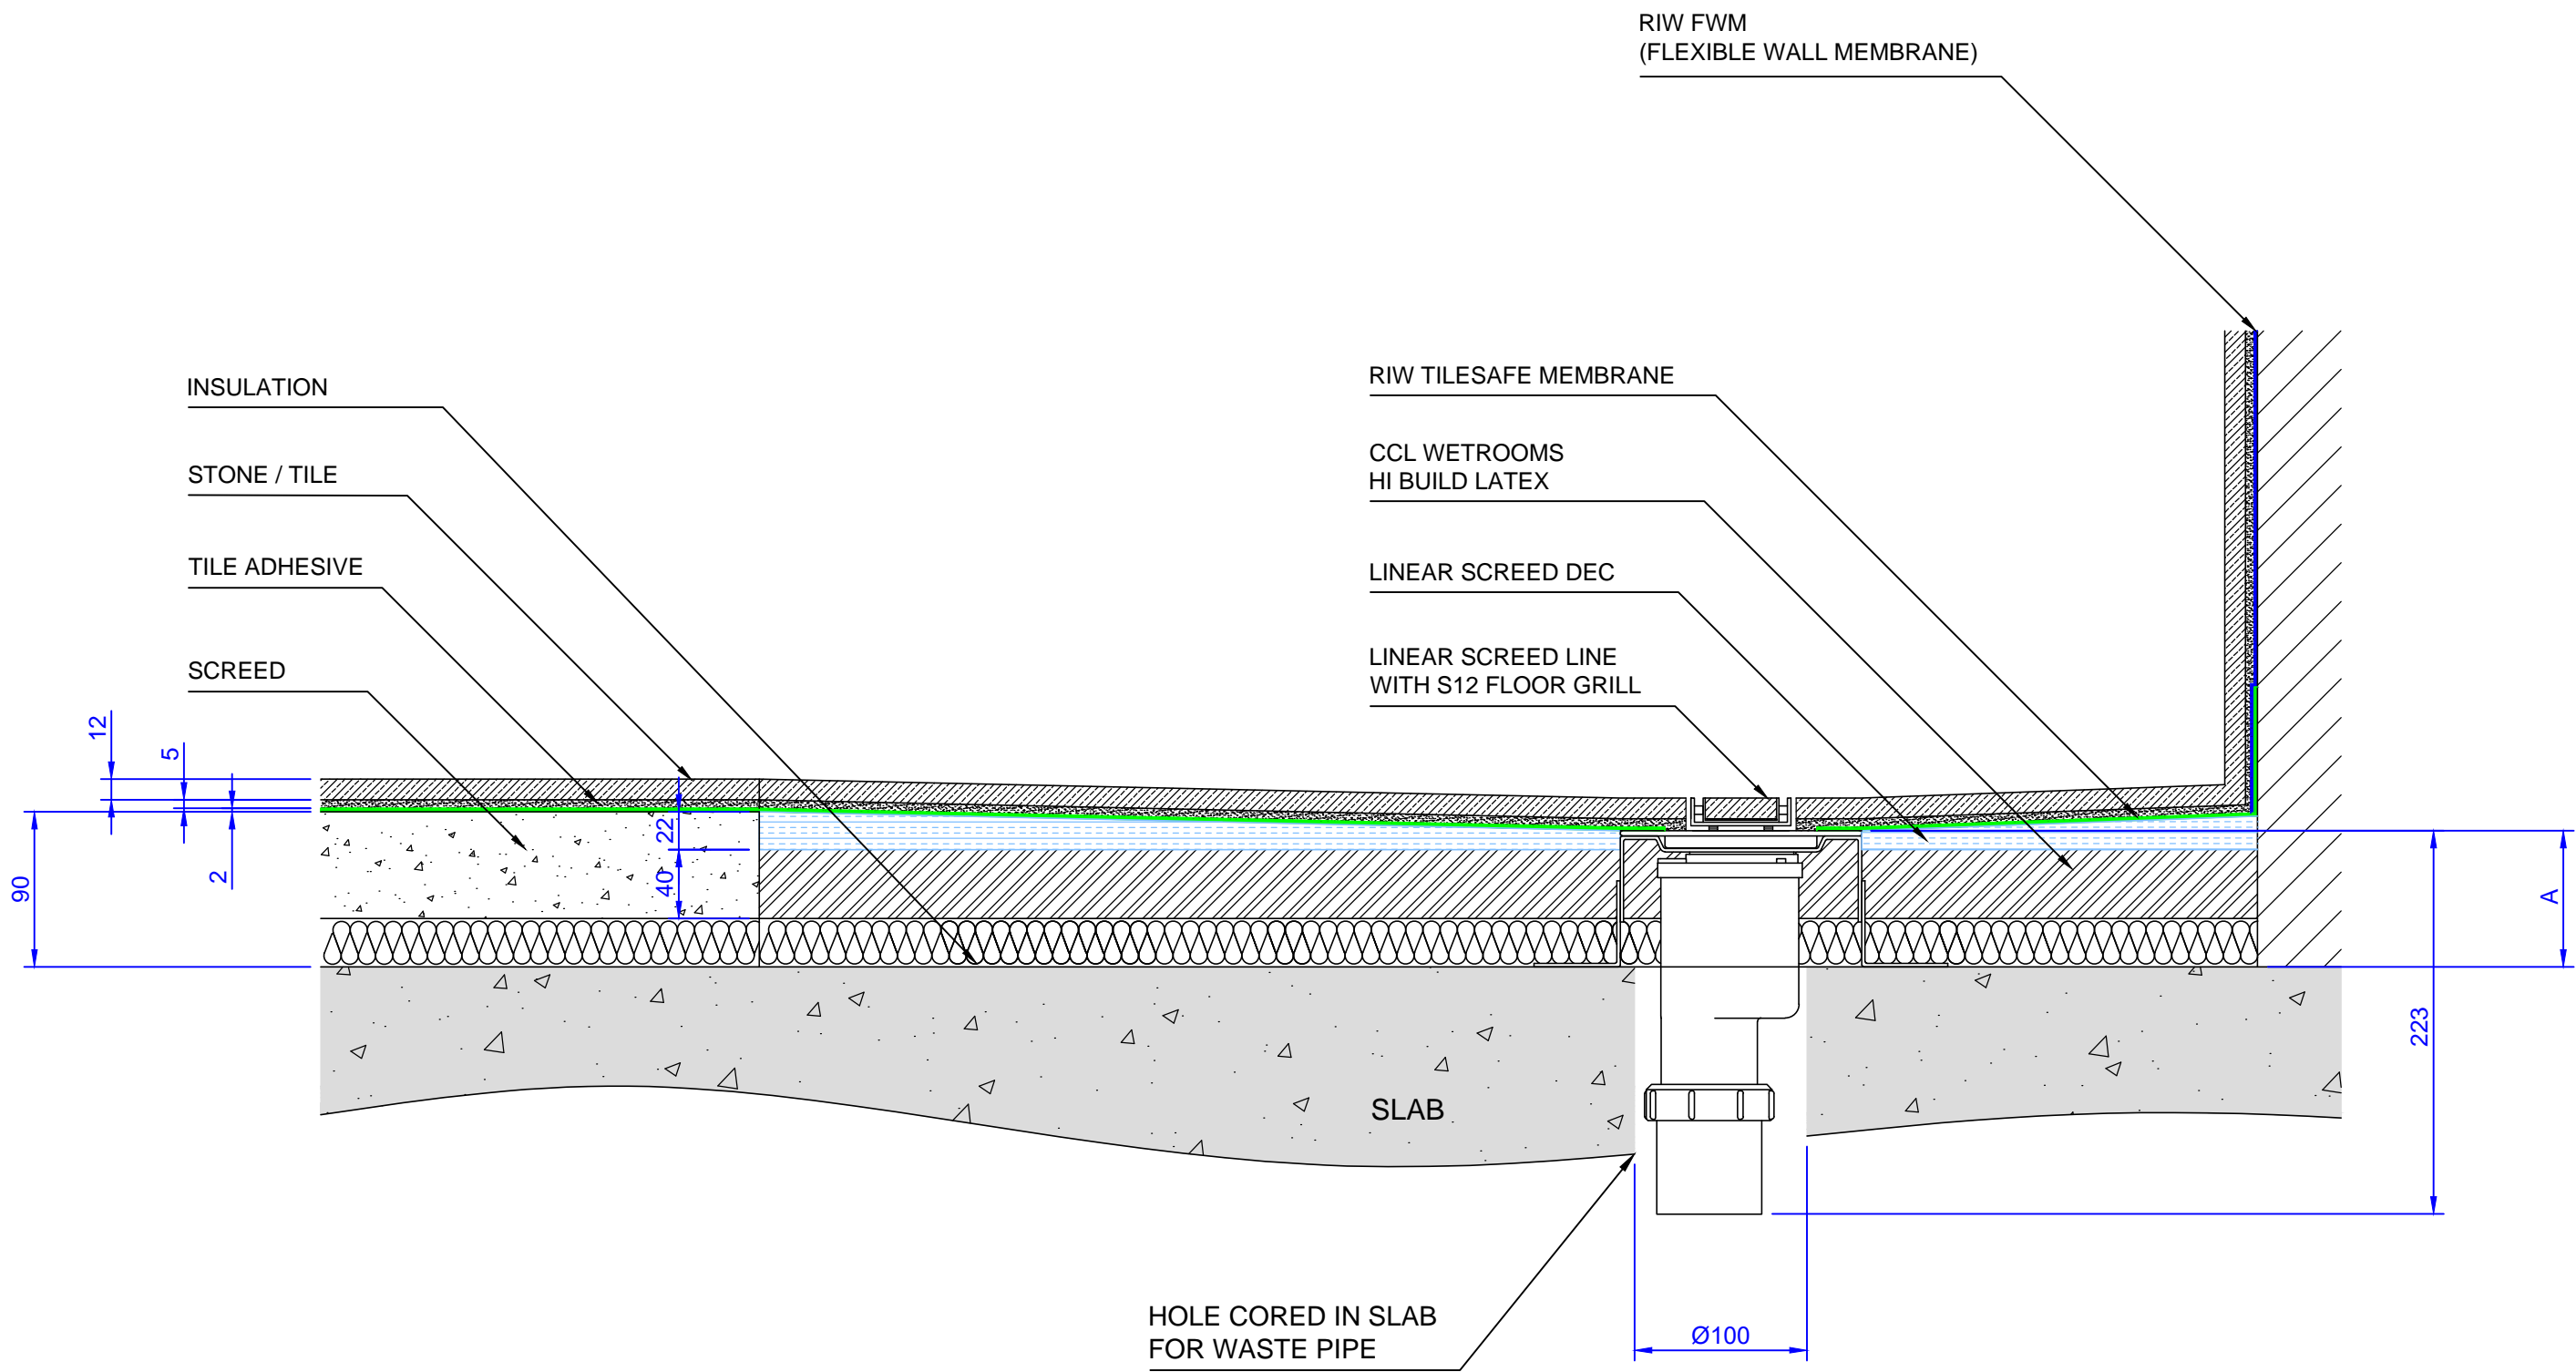 RIW FWM
(FLEXIBLE WALL MEMBRANE)
INSULATION
STONE / TILE
TILE ADHESIVE
SCREED
RIW TILESAFE MEMBRANE
CCL WETROOMS
HI BUILD LATEX
LINEAR SCREED DEC
LINEAR SCREED LINE
WITH S12 FLOOR GRILL
12
5
2
90
22
40
A
223
SLAB
HOLE CORED IN SLAB
FOR WASTE PIPE
Ø100